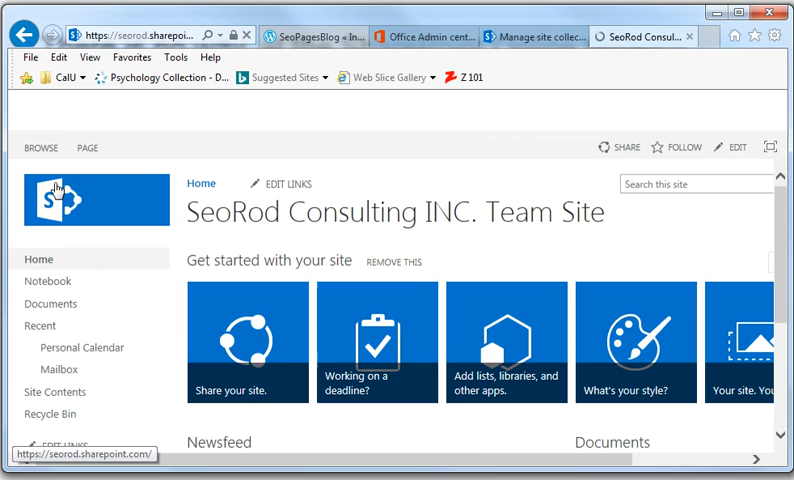 https://seorod.sharepoi...
SeoPagesBlog « In...
Office Admin cent...
Manage site collec...
SeoRod Consul...
File Edit View Favorites Tools Help
CalU
Psychology Collection - D...
Suggested Sites
Web Slice Gallery
Z 101
BROWSE PAGE
SHARE FOLLOW EDIT
S
Home EDIT LINKS
Search this site
SeoRod Consulting INC. Team Site
Home
Get started with your site REMOVE THIS
Notebook
Documents
Recent
Personal Calendar
Mailbox
Site Contents
Recycle Bin
EDIT LINKS
Share your site.
Working on a
deadline?
Add lists, libraries, and
other apps.
What's your style?
Your site. You
Newsfeed
Documents
https://seorod.sharepoint.com/